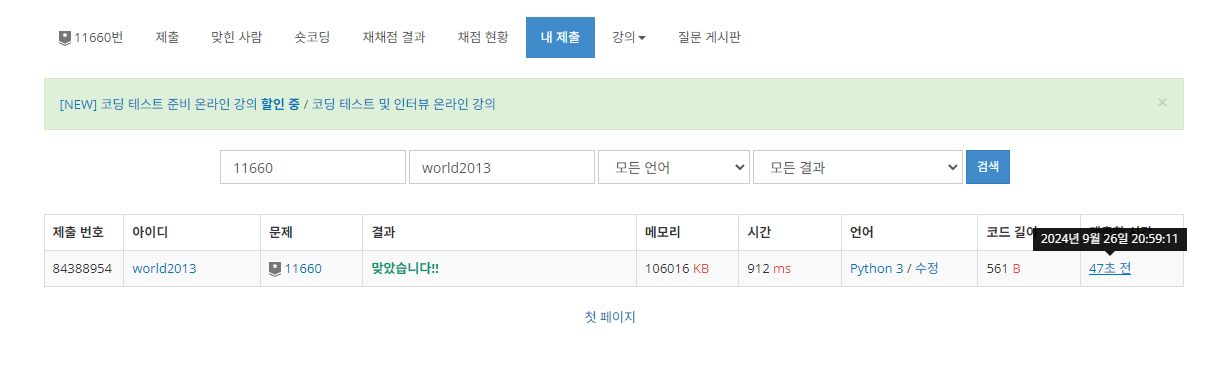 11660번 제출 맞힌 사람 숏코딩 재채점 결과 채점 현황 내 제출 강의 질문 게시판
[NEW] 코딩 테스트 준비 온라인 강의 할인 중 / 코딩 테스트 및 인터뷰 온라인 강의 ×
11660 world2013 모든 언어 모든 결과 검색
제출 번호 아이디 문제 결과 메모리 시간 언어 코드 길이
2024년 9월 26일 20:59:11
84388954 world2013 11660 맞았습니다!! 106016 KB 912 ms Python 3 / 수정 561 B 47초 전
첫 페이지